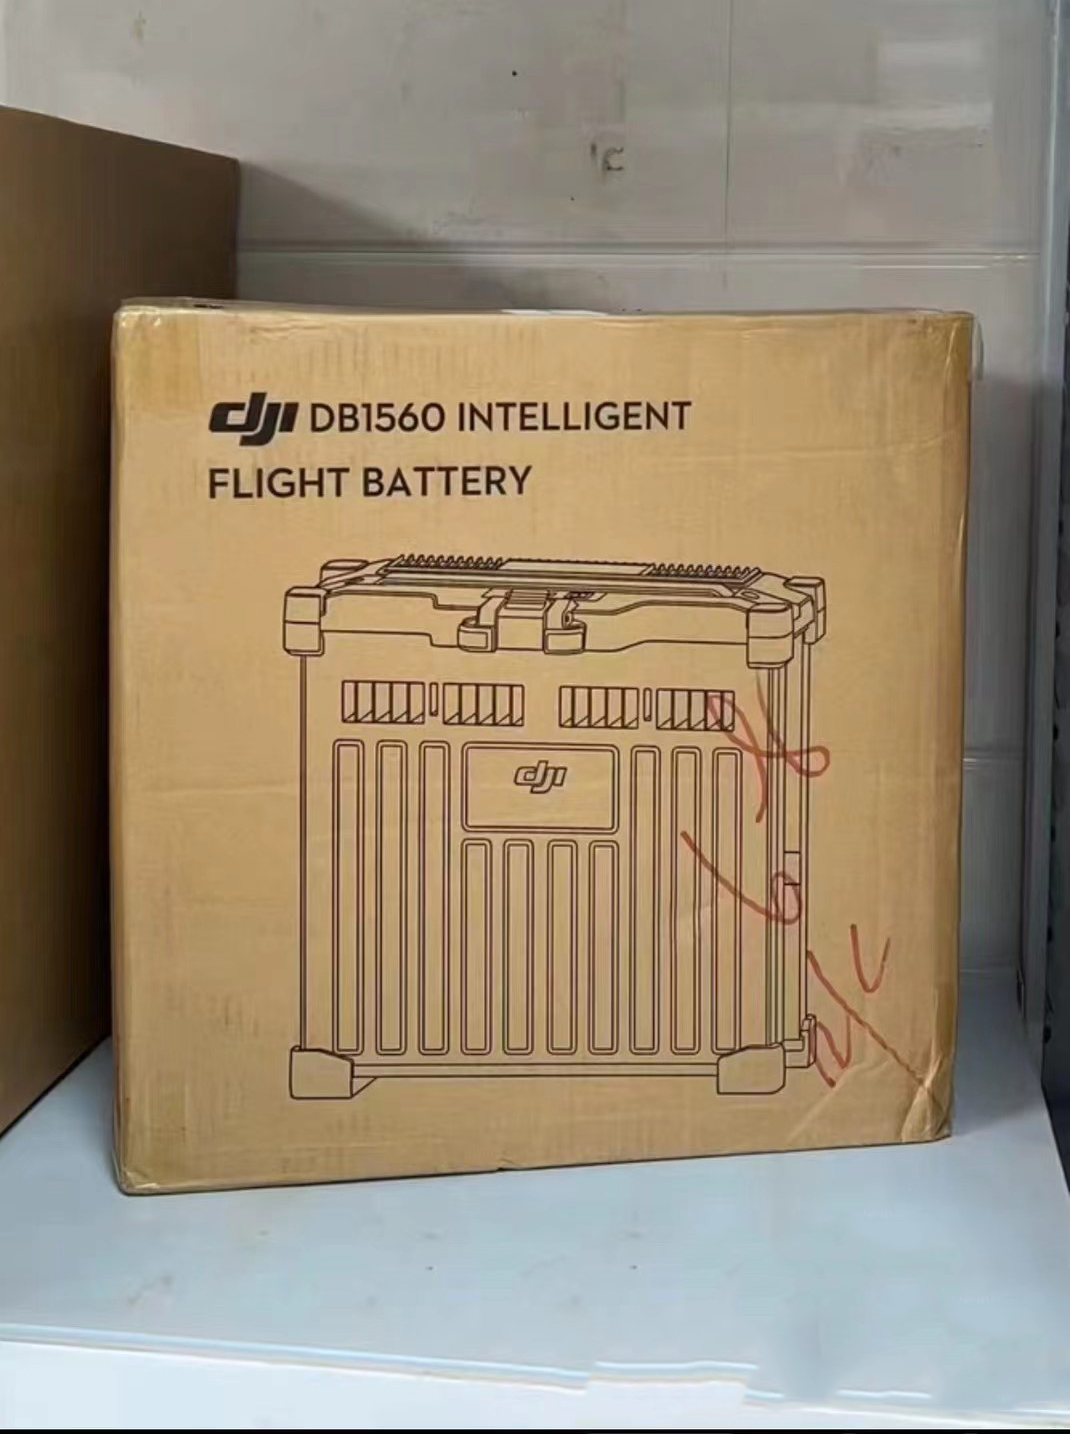 dji DB1560 INTELLIGENT
FLIGHT BATTERY
dji